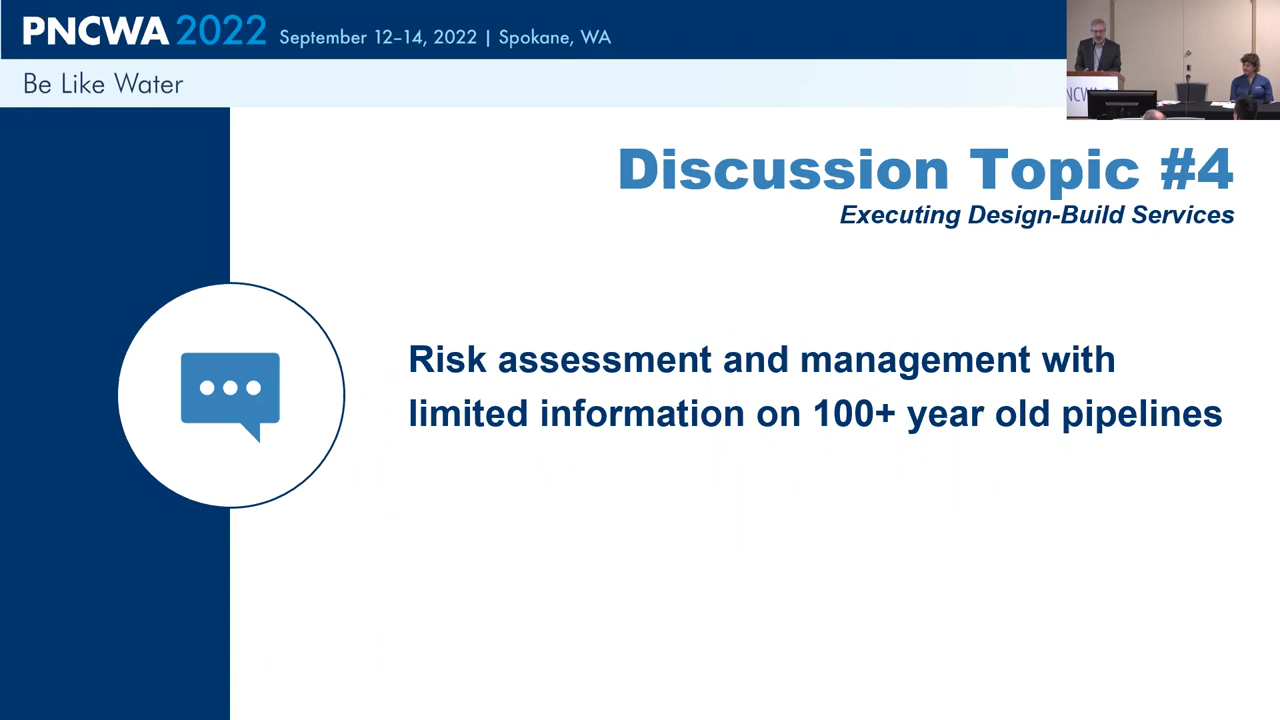 PNCWA 2022 September 12–14, 2022 | Spokane, WA
Be Like Water
NCWA
Discussion Topic #4
Executing Design-Build Services
Risk assessment and management with
limited information on 100+ year old pipelines